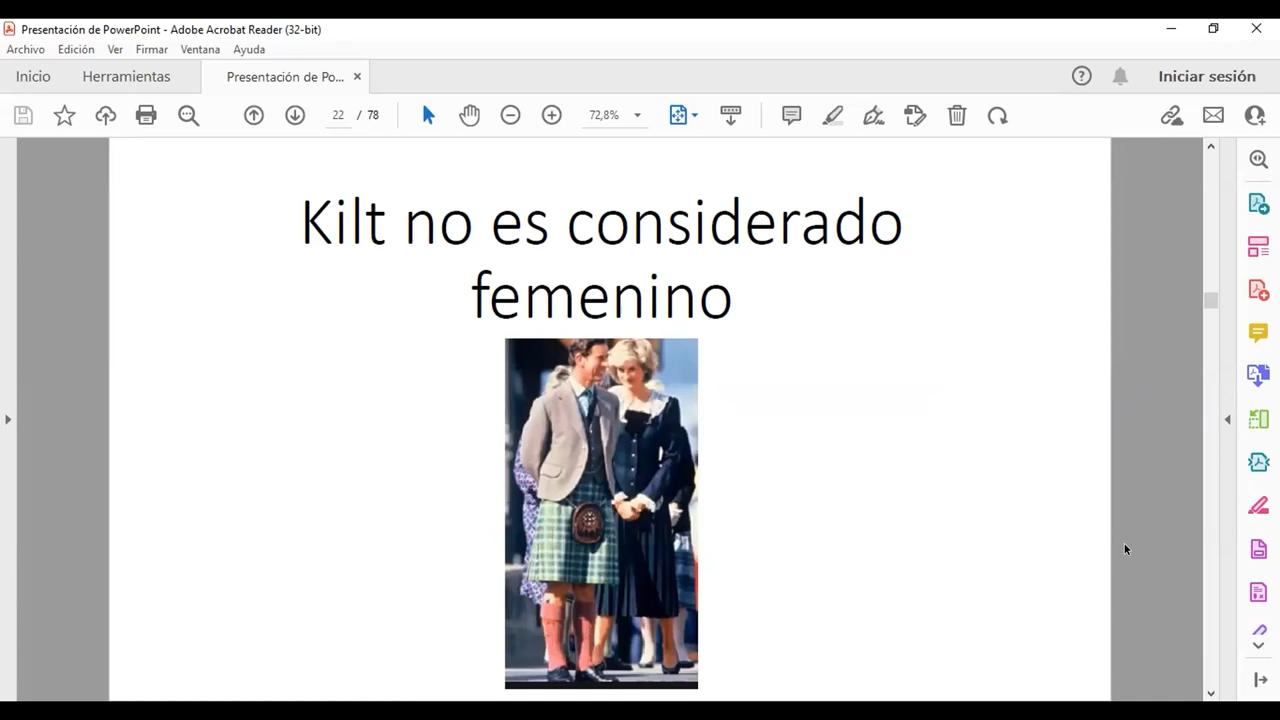 Presentación de PowerPoint - Adobe Acrobat Reader (32-bit)
Archivo Edición Ver Firmar Ventana Ayuda
Inicio Herramientas Presentación de Po... Iniciar sesión
22 / 78 72,8%
Kilt no es considerado
femenino